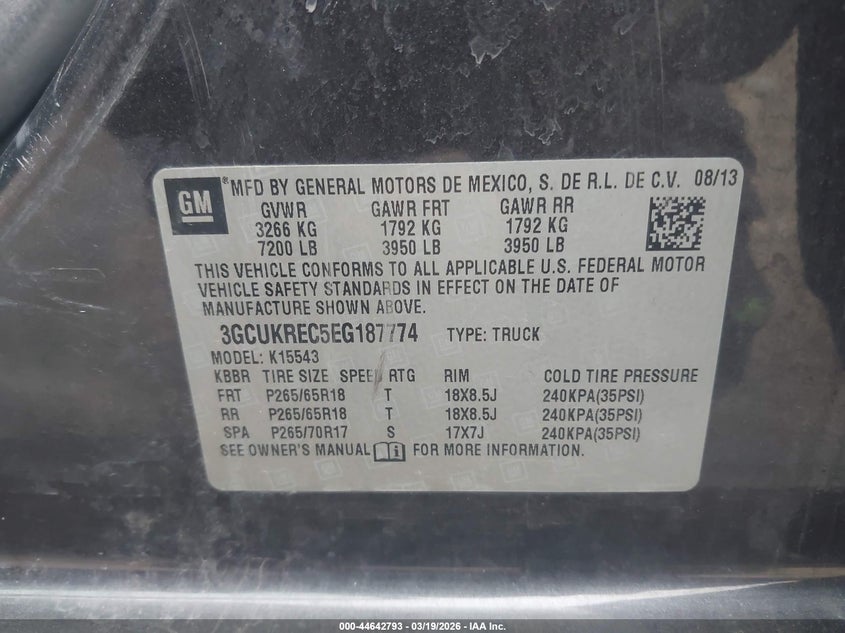 GM ® MFD BY GENERAL MOTORS DE MEXICO, S. DE R.L. DE C.V. 08/13
GVWR GAWR FRT GAWR RR
3266 KG 1792 KG 1792 KG
7200 LB 3950 LB 3950 LB
THIS VEHICLE CONFORMS TO ALL APPLICABLE U.S. FEDERAL MOTOR
VEHICLE SAFETY STANDARDS IN EFFECT ON THE DATE OF
MANUFACTURE SHOWN ABOVE.
3GCUKREC5EG187774 TYPE: TRUCK
MODEL: K15543
KBBR TIRE SIZE SPEED RTG RIM COLD TIRE PRESSURE
FRT P265/65R18 T 18X8.5J 240KPA(35PSI)
RR P265/65R18 T 18X8.5J 240KPA(35PSI)
SPA P265/70R17 S 17X7J 240KPA(35PSI)
SEE OWNER'S MANUAL FOR MORE INFORMATION.
000-44642793 - 03/19/2026 - IAA Inc.